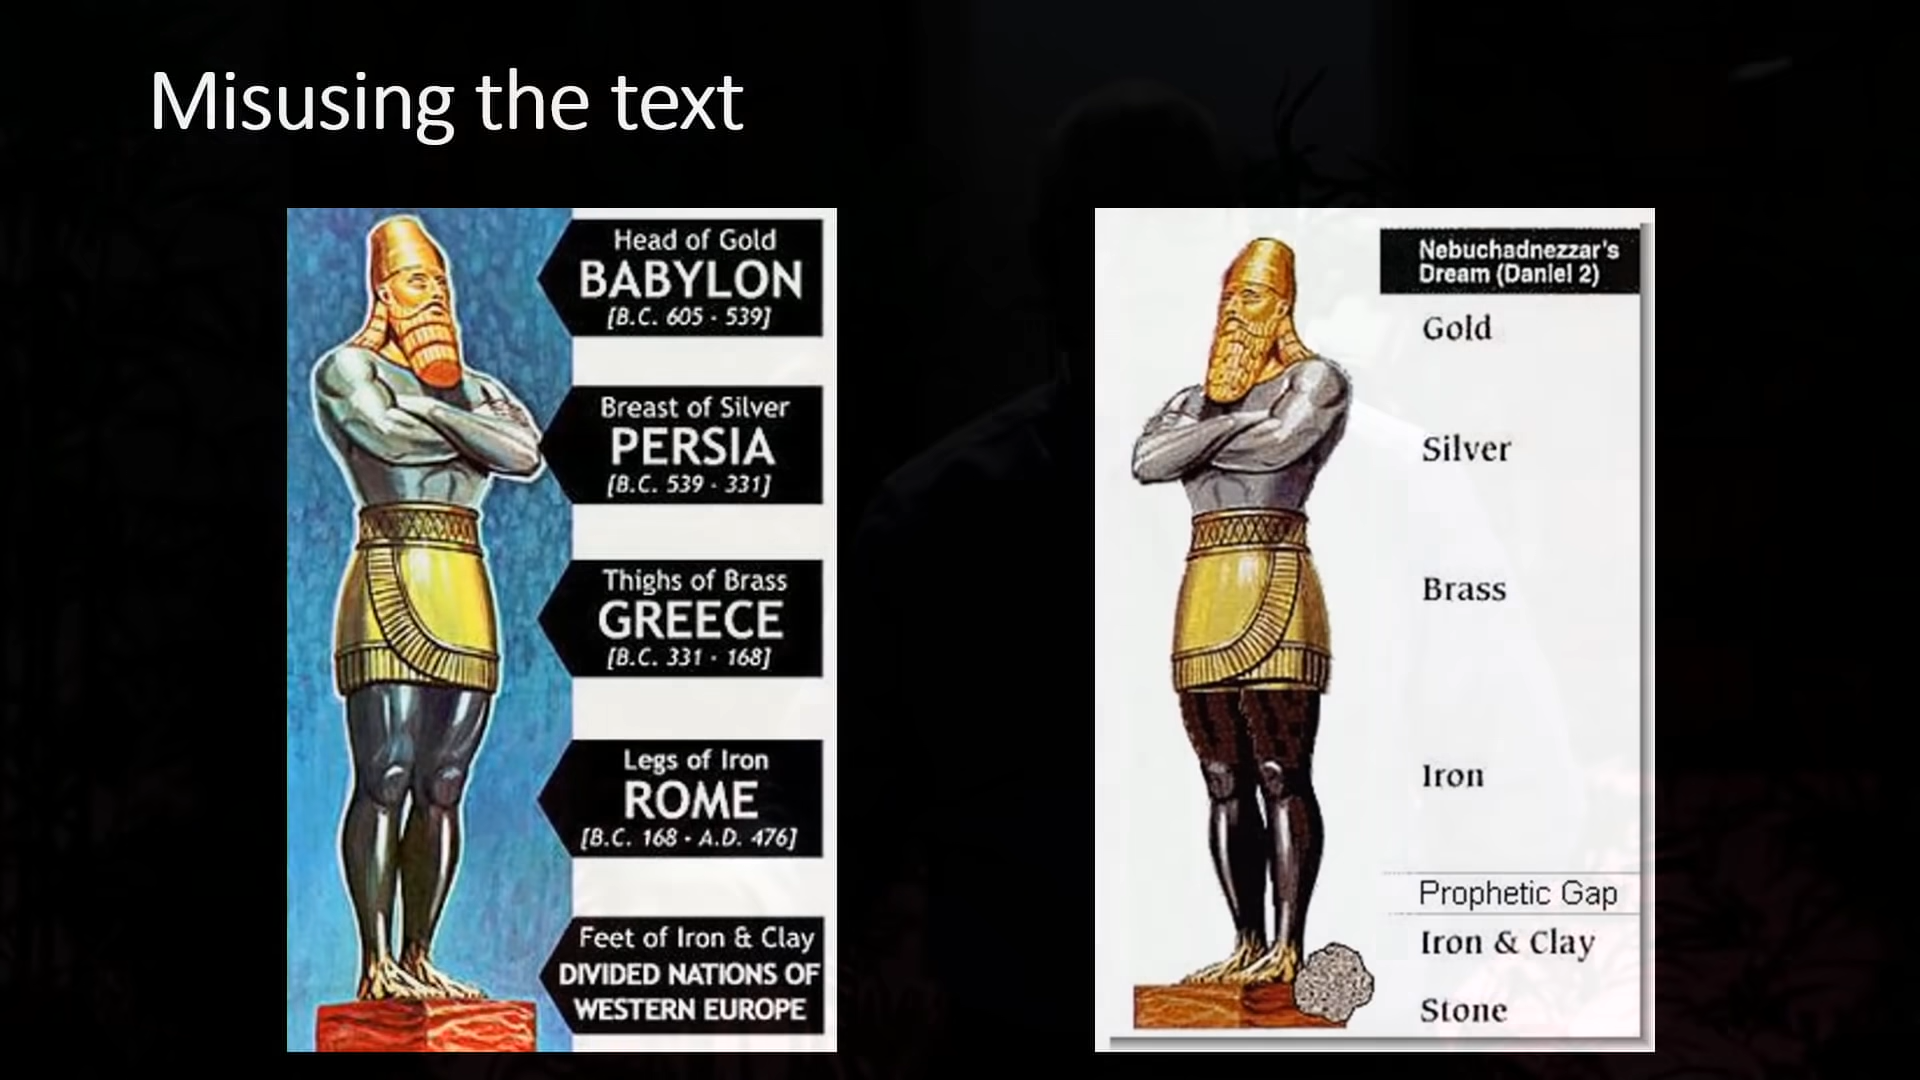 Misusing the text
Head of Gold
BABYLON
[B.C. 605 - 539]
Breast of Silver
PERSIA
[B.C. 539 - 331]
Thighs of Brass
GREECE
[B.C. 331 - 168]
Legs of Iron
ROME
[B.C. 168 - A.D. 476]
Feet of Iron & Clay
DIVIDED NATIONS OF
WESTERN EUROPE
Nebuchadnezzar's
Dream (Daniel 2)
Gold
Silver
Brass
Iron
Prophetic Gap
Iron & Clay
Stone